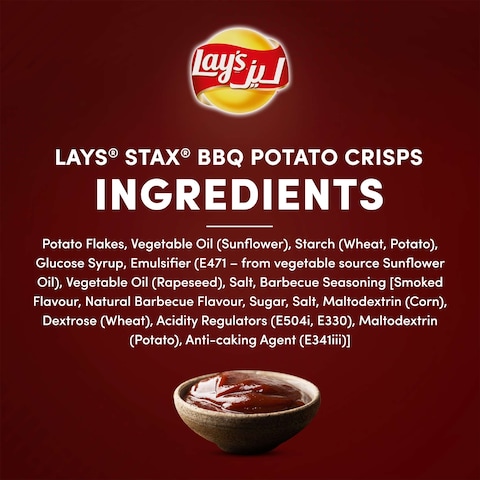 Lay's ليز
LAYS® STAX® BBQ POTATO CRISPS
INGREDIENTS
Potato Flakes, Vegetable Oil (Sunflower), Starch (Wheat, Potato),
Glucose Syrup, Emulsifier (E471 – from vegetable source Sunflower
Oil), Vegetable Oil (Rapeseed), Salt, Barbecue Seasoning [Smoked
Flavour, Natural Barbecue Flavour, Sugar, Salt, Maltodextrin (Corn),
Dextrose (Wheat), Acidity Regulators (E504i, E330), Maltodextrin
(Potato), Anti-caking Agent (E341iii)]